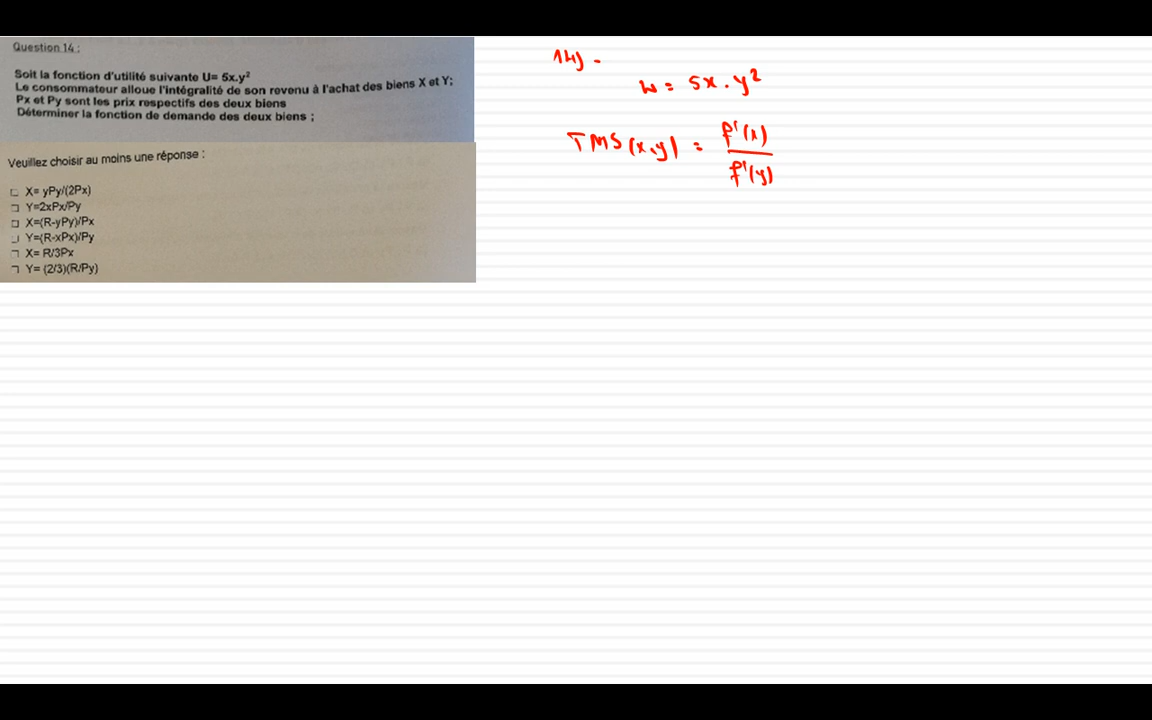 Question 14 :
Soit la fonction d'utilité suivante U= 5x.y²
Le consommateur alloue l'intégralité de son revenu à l'achat des biens X et Y;
Px et Py sont les prix respectifs des deux biens
Déterminer la fonction de demande des deux biens ;
Veuillez choisir au moins une réponse :
X= yPy/(2Px)
Y=2xPx/Py
X=(R-yPy)/Px
Y=(R-xPx)/Py
X= R/3Px
Y= (2/3)(R/Py)
14) -
u = 5x . y²
TMS(x,y) = f'(x)
f'(y)